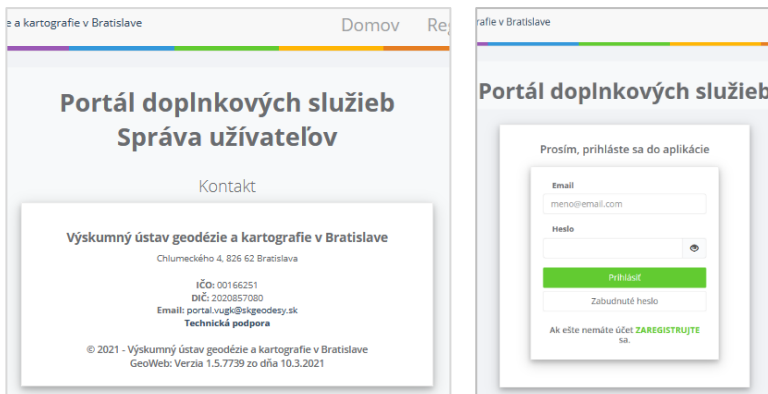 e a kartografie v Bratislave
Domov Reg
Portál doplnkových služieb
Správa užívateľov
Kontakt
Výskumný ústav geodézie a kartografie v Bratislave
Chlumeckého 4, 826 62 Bratislava
IČO: 00166251
DIČ: 2020857080
Email: portal.vugk@skgeodesy.sk
Technická podpora
© 2021 - Výskumný ústav geodézie a kartografie v Bratislave
GeoWeb: Verzia 1.5.7739 zo dňa 10.3.2021
rafie v Bratislave
Portál doplnkových služieb
Prosím, prihláste sa do aplikácie
Email
meno@email.com
Heslo
Prihlásiť
Zabudnuté heslo
Ak ešte nemáte účet ZAREGISTRUJTE
sa.